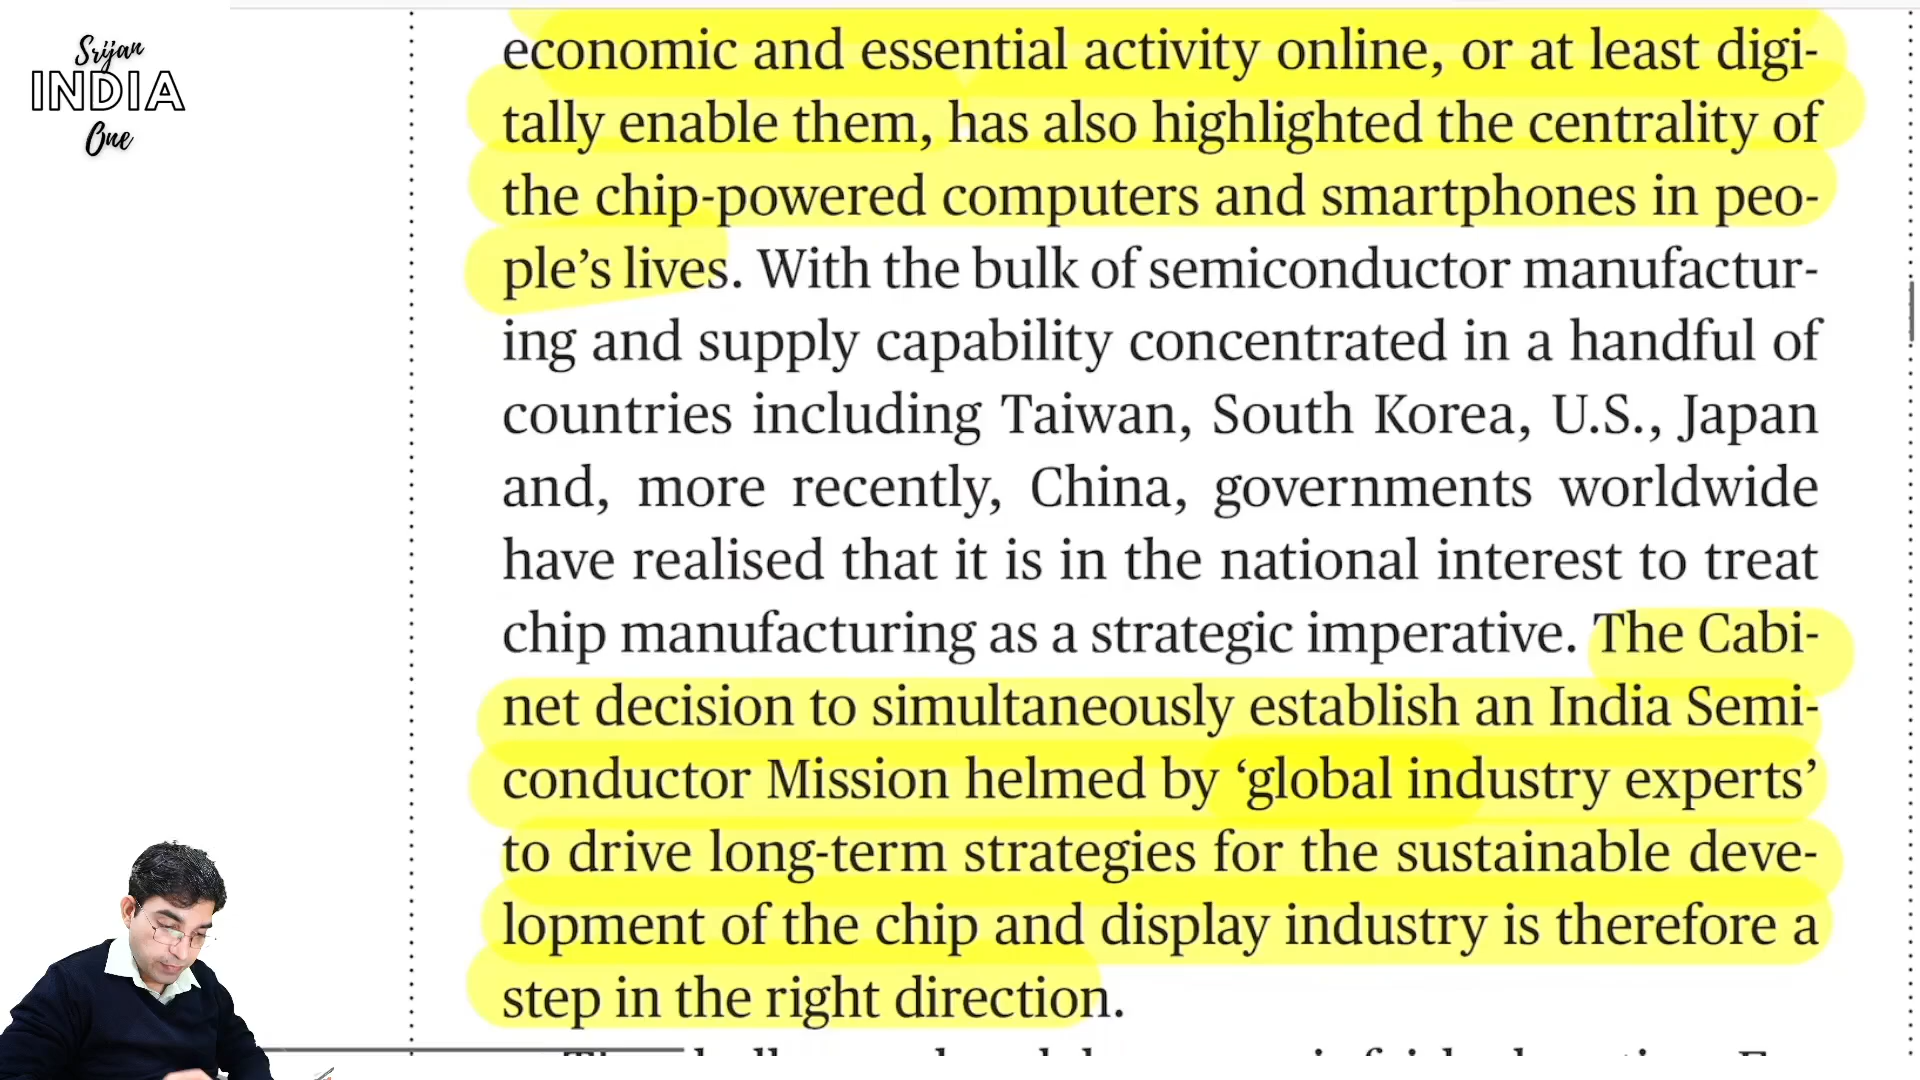 Srijan
INDIA
One
economic and essential activity online, or at least digi-
tally enable them, has also highlighted the centrality of
the chip-powered computers and smartphones in peo-
ple’s lives. With the bulk of semiconductor manufactur-
ing and supply capability concentrated in a handful of
countries including Taiwan, South Korea, U.S., Japan
and, more recently, China, governments worldwide
have realised that it is in the national interest to treat
chip manufacturing as a strategic imperative. The Cabi-
net decision to simultaneously establish an India Semi-
conductor Mission helmed by ‘global industry experts’
to drive long-term strategies for the sustainable deve-
lopment of the chip and display industry is therefore a
step in the right direction.